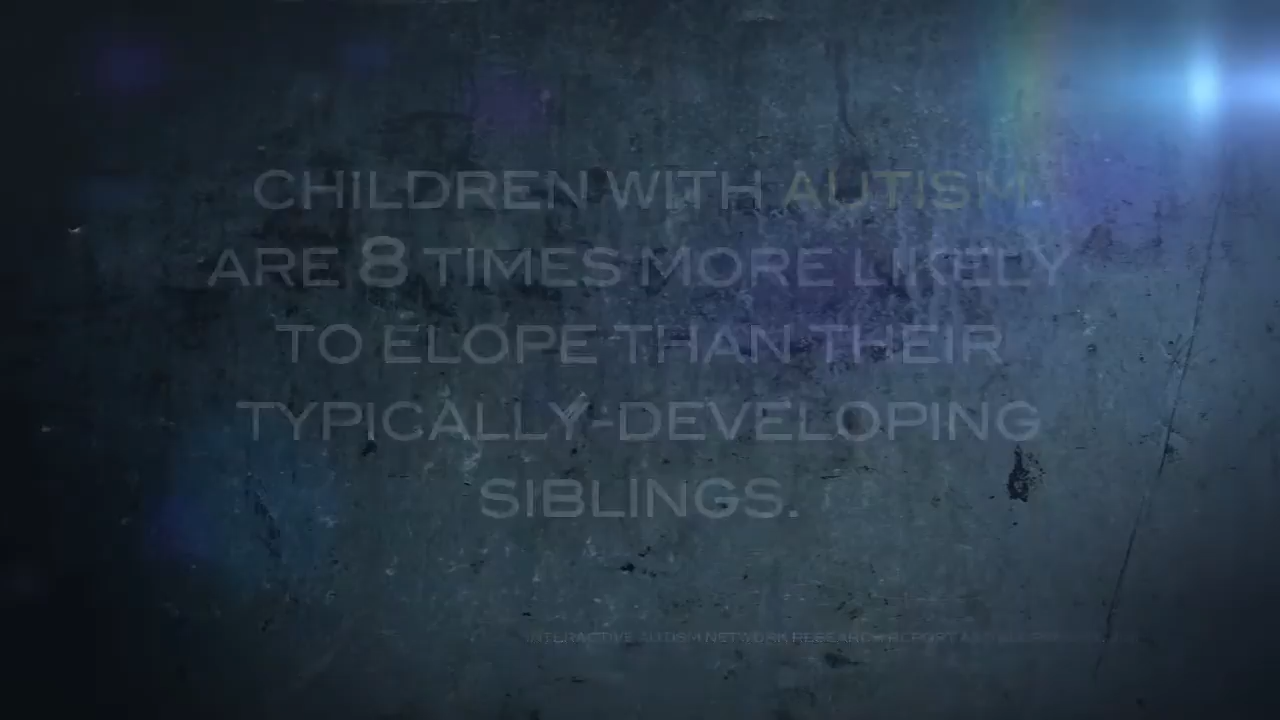 CHILDREN WITH AUTISM
ARE 8 TIMES MORE LIKELY
TO ELOPE THAN THEIR
TYPICALLY-DEVELOPING
SIBLINGS.
INTERACTIVE AUTISM NETWORK RESEARCH REPORT